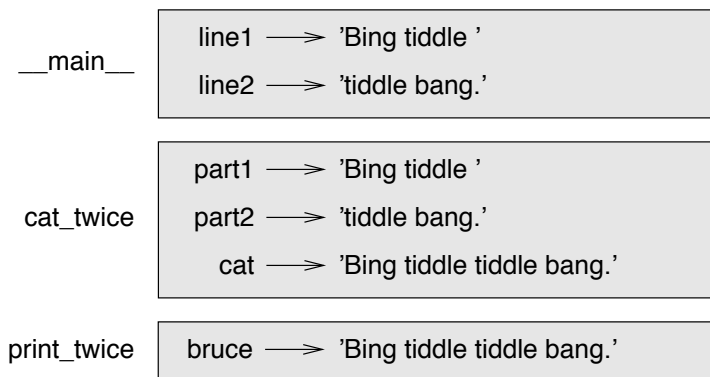 __main__
line1 ’Bing tiddle ’
line2 ’tiddle bang.’
cat_twice
part1 ’Bing tiddle ’
part2 ’tiddle bang.’
cat ’Bing tiddle tiddle bang.’
print_twice
bruce ’Bing tiddle tiddle bang.’